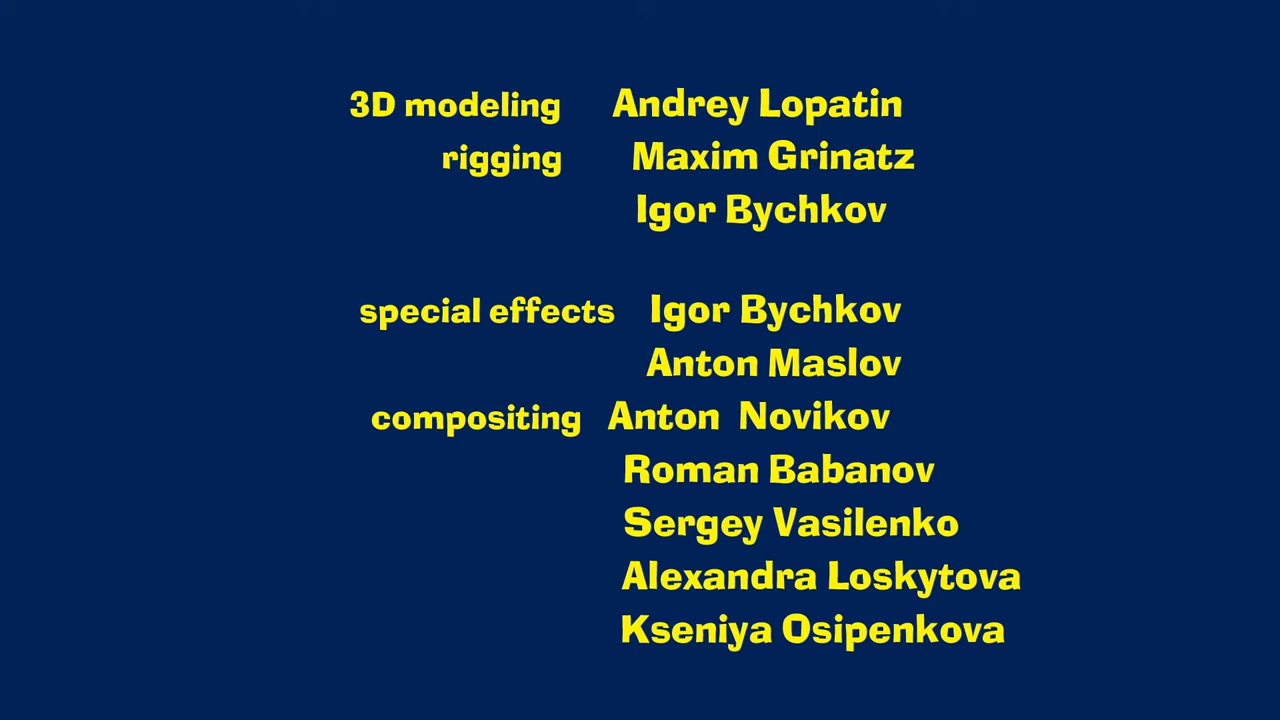 3D modeling Andrey Lopatin
rigging Maxim Grinatz
Igor Bychkov
special effects Igor Bychkov
Anton Maslov
compositing Anton Novikov
Roman Babanov
Sergey Vasilenko
Alexandra Loskytova
Kseniya Osipenkova